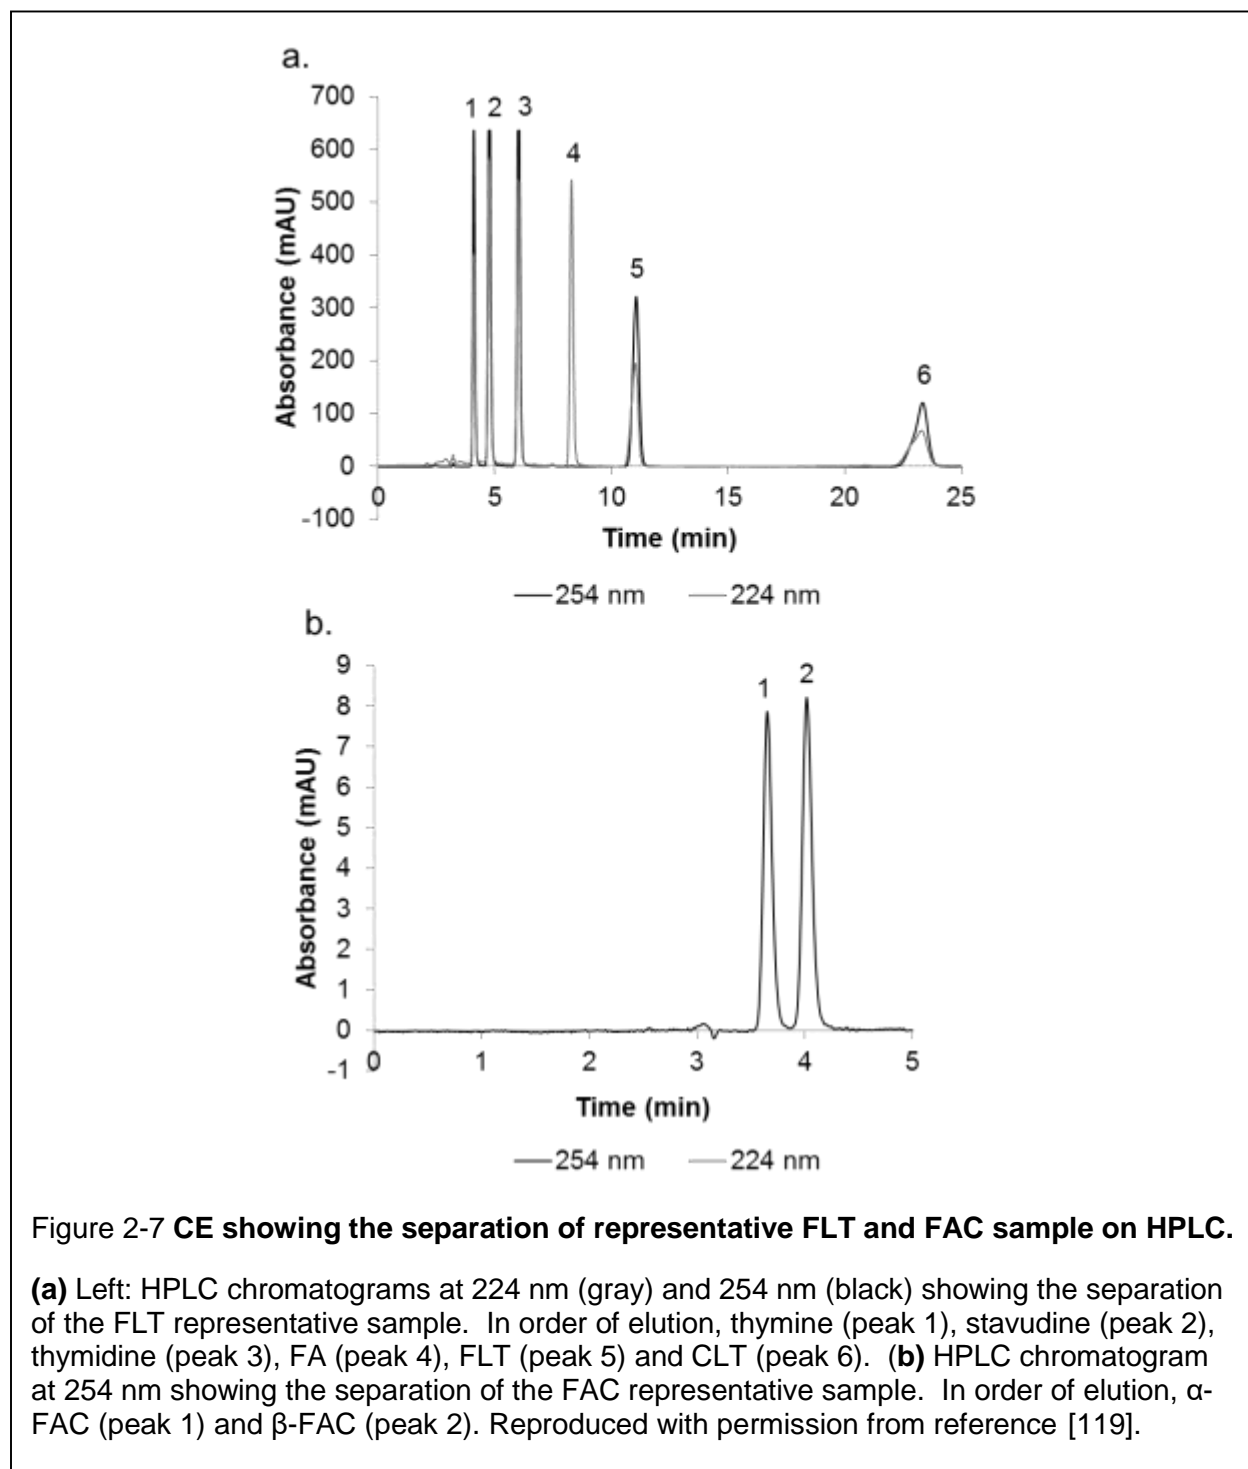 a.
700
600
500
400
300
200
100
0
-100
Absorbance (mAU)
1 2 3
4
5
6
0 5 10 15 20 25
Time (min)
254 nm 224 nm
b.
9
8
7
6
5
4
3
2
1
0
-1
Absorbance (mAU)
1 2
0 1 2 3 4 5
Time (min)
254 nm 224 nm
Figure 2-7 CE showing the separation of representative FLT and FAC sample on HPLC.
(a) Left: HPLC chromatograms at 224 nm (gray) and 254 nm (black) showing the separation
of the FLT representative sample. In order of elution, thymine (peak 1), stavudine (peak 2),
thymidine (peak 3), FA (peak 4), FLT (peak 5) and CLT (peak 6). (b) HPLC chromatogram
at 254 nm showing the separation of the FAC representative sample. In order of elution, α-
FAC (peak 1) and β-FAC (peak 2). Reproduced with permission from reference [119].